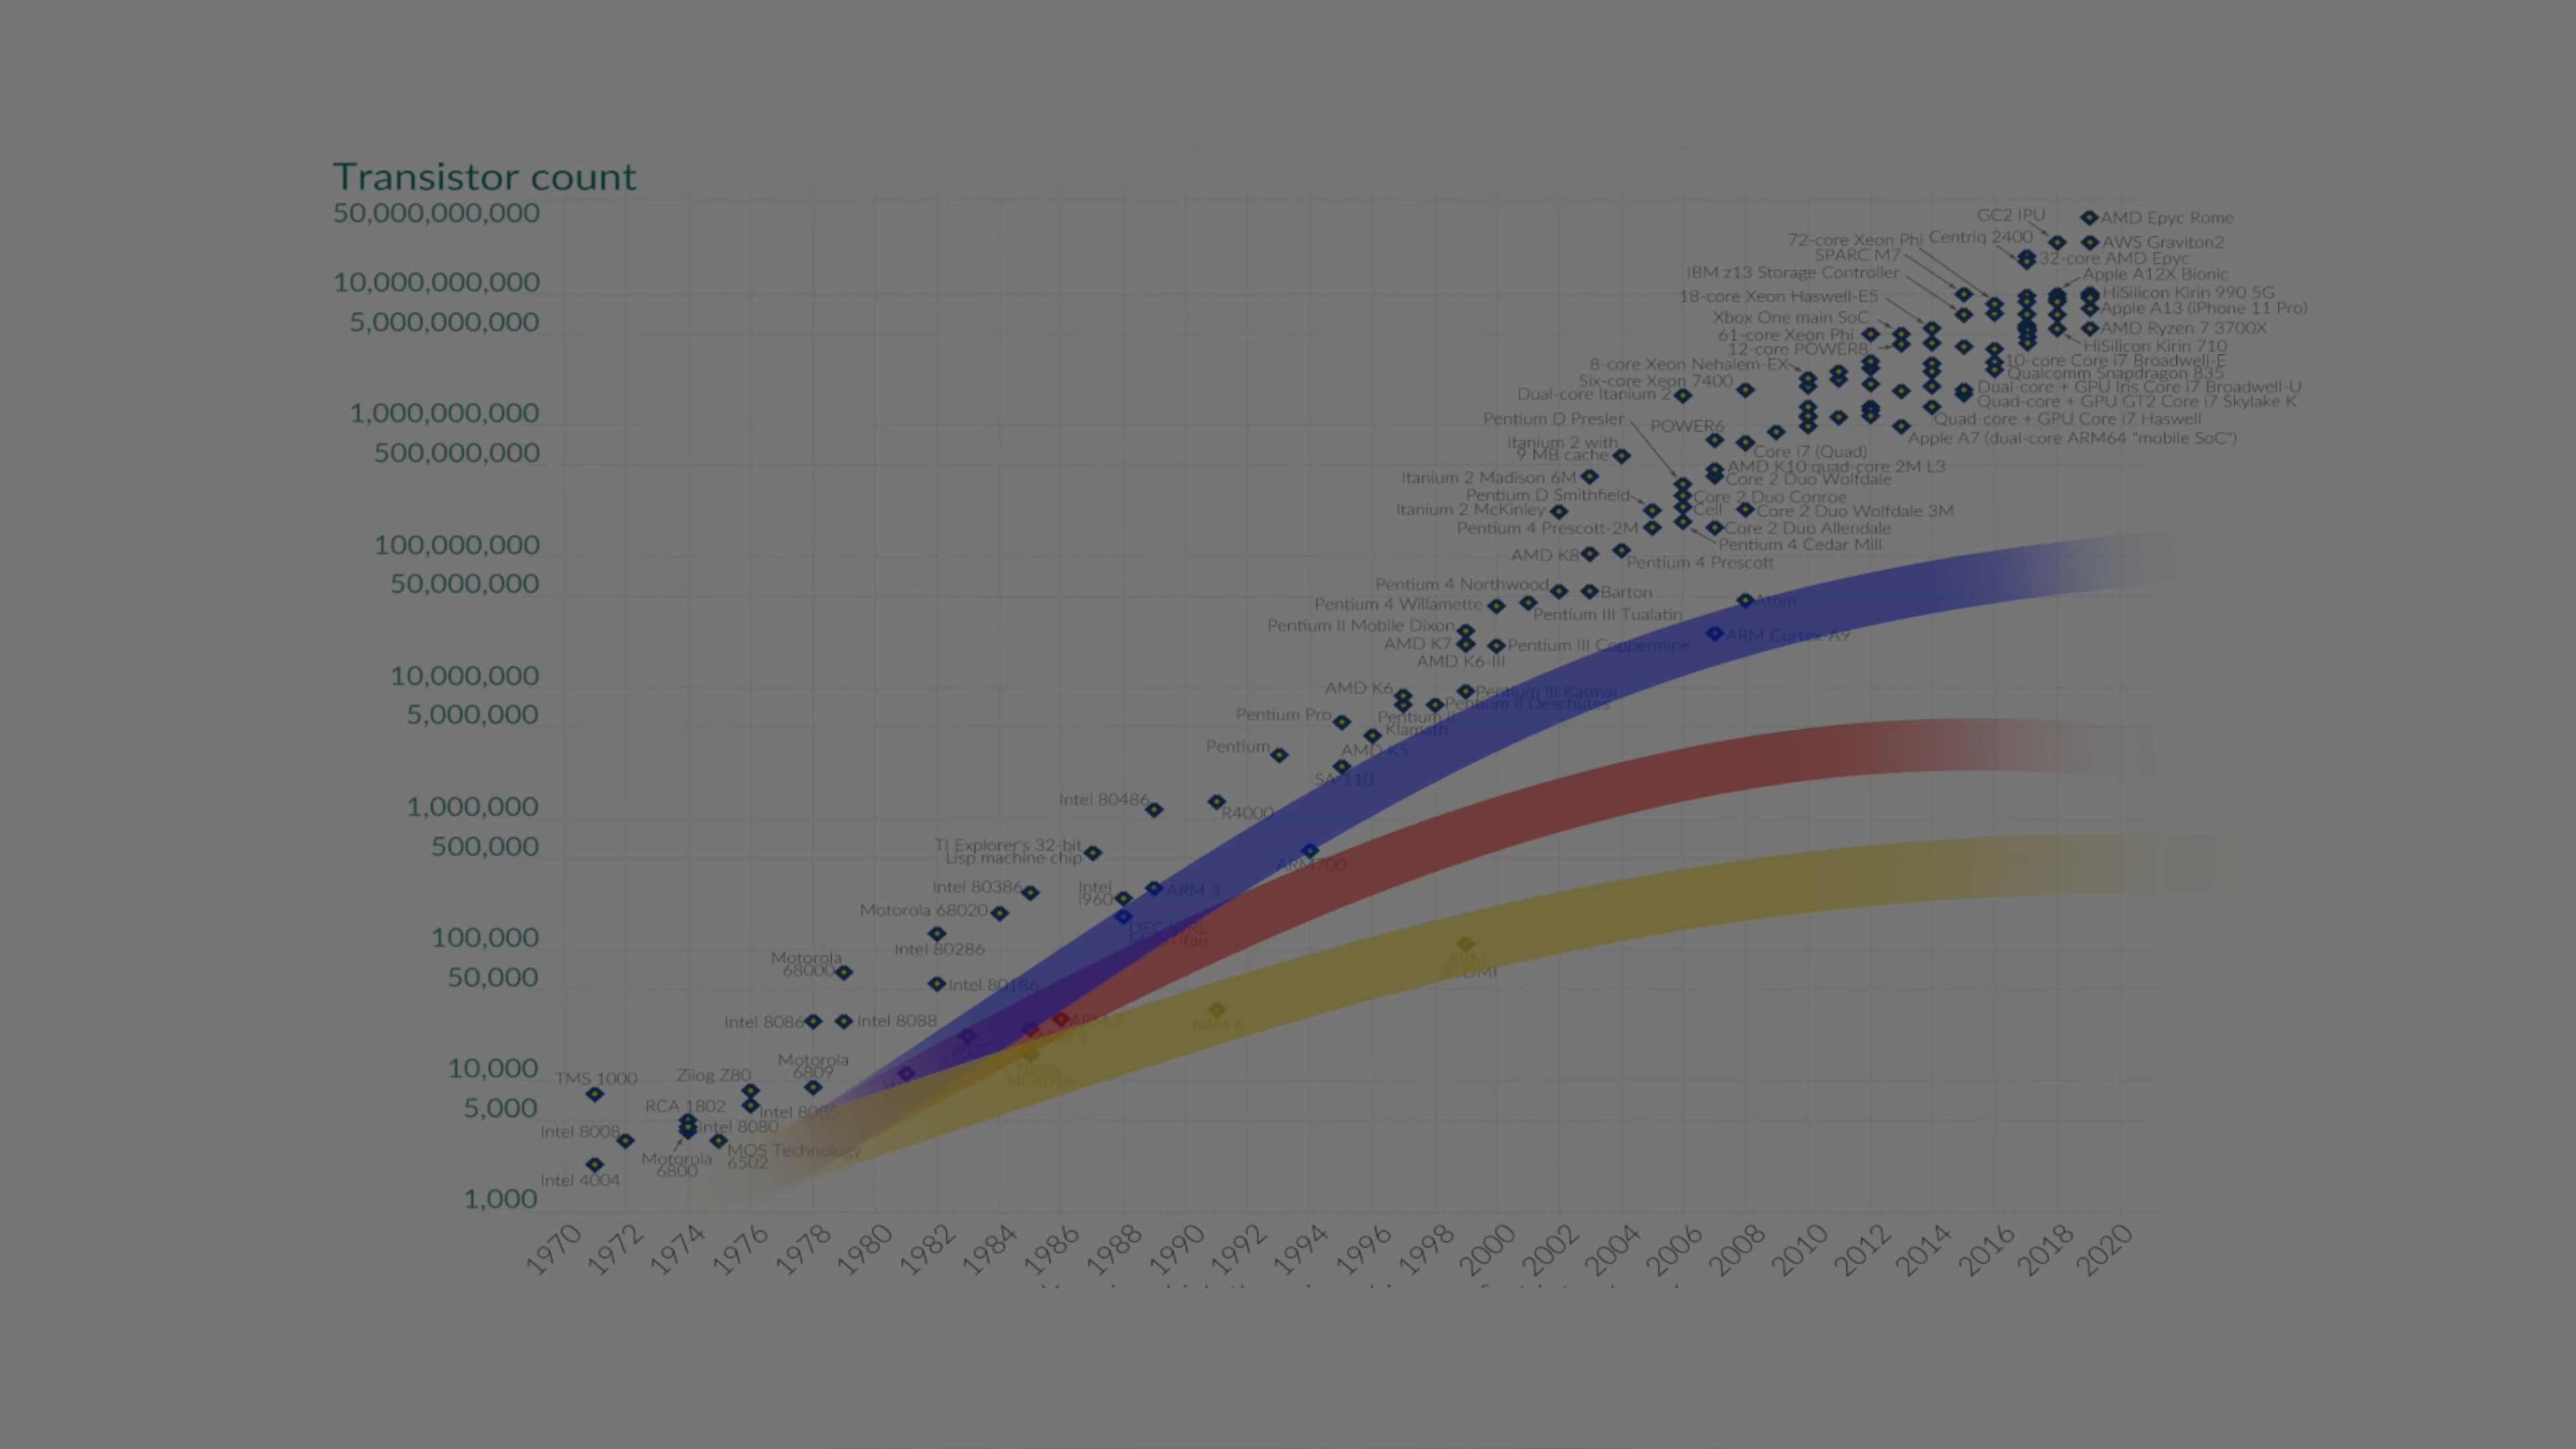 Transistor count
50,000,000,000
10,000,000,000
5,000,000,000
1,000,000,000
500,000,000
100,000,000
50,000,000
10,000,000
5,000,000
1,000,000
500,000
100,000
50,000
10,000
5,000
1,000
GC2 IPU
AMD Epyc Rome
72-core Xeon Phi
Centriq 2400
AWS Graviton2
SPARC M7
32-core AMD Epyc
IBM z13 Storage Controller
Apple A12X Bionic
18-core Xeon Haswell-E5
HiSilicon Kirin 990 5G
Apple A13 (iPhone 11 Pro)
Xbox One main SoC
61-core Xeon Phi
AMD Ryzen 7 3700X
12-core POWER8
HiSilicon Kirin 710
8-core Xeon Nehalem-EX
10-core Core i7 Broadwell-E
Six-core Xeon 7400
Qualcomm Snapdragon 835
Dual-core Itanium 2
Dual-core + GPU Iris Core i7 Broadwell-U
Quad-core + GPU GT2 Core i7 Skylake K
Pentium D Presler
POWER6
Quad-core + GPU Core i7 Haswell
Itanium 2 with
9 MB cache
Apple A7 (dual-core ARM64 "mobile SoC")
Core i7 (Quad)
AMD K10 quad-core 2M L3
Itanium 2 Madison 6M
Core 2 Duo Wolfdale
Pentium D Smithfield
Core 2 Duo Conroe
Itanium 2 McKinley
Cell
Core 2 Duo Wolfdale 3M
Pentium 4 Prescott-2M
Core 2 Duo Allendale
Pentium 4 Cedar Mill
AMD K8
Pentium 4 Prescott
Pentium 4 Northwood
Barton
Atom
Pentium 4 Willamette
Pentium III Tualatin
Pentium II Mobile Dixon
ARM Cortex-A9
AMD K7
Pentium III Coppermine
AMD K6-III
AMD K6
Pentium III Katmai
Pentium II Deschutes
Pentium Pro
Pentium II
Klamath
Pentium
AMD K5
SA-110
Intel 80486
R4000
TI Explorer's 32-bit
Lisp machine chip
ARM700
Intel 80386
Intel
i960
ARM 3
Motorola 68020
DEC WRL
MultiTitan
Intel 80286
Motorola
68000
ARM
Intel 80186
Intel 8086
Intel 8088
ARM 2
ARM 6
ARM 1
Motorola
6809
TMS 1000
Zilog Z80
Novix
NC4016
RCA 1802
Intel 8085
Intel 8008
Intel 8080
MOS Technology
6502
Motorola
6800
Intel 4004
1970
1972
1974
1976
1978
1980
1982
1984
1986
1988
1990
1992
1994
1996
1998
2000
2002
2004
2006
2008
2010
2012
2014
2016
2018
2020